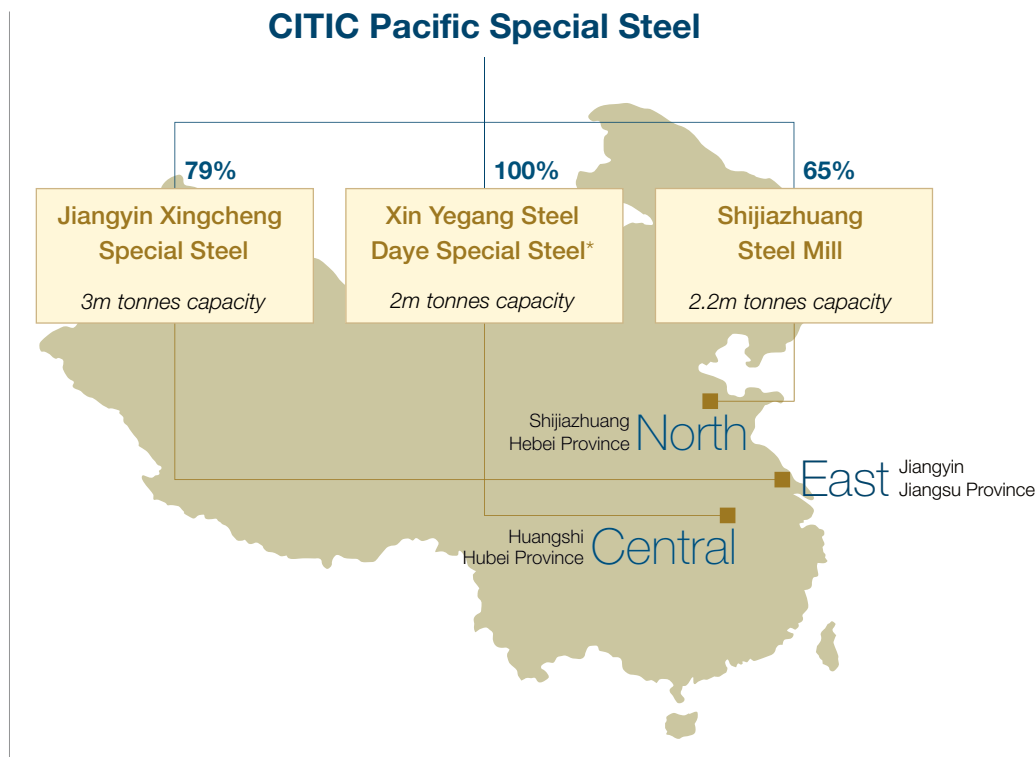 CITIC Pacific Special Steel
79%
100%
65%
Jiangyin Xingcheng
Special Steel
3m tonnes capacity
Xin Yegang Steel
Daye Special Steel*
2m tonnes capacity
Shijiazhuang
Steel Mill
2.2m tonnes capacity
Shijiazhuang
Hebei Province
North
East
Jiangyin
Jiangsu Province
Huangshi
Hubei Province
Central